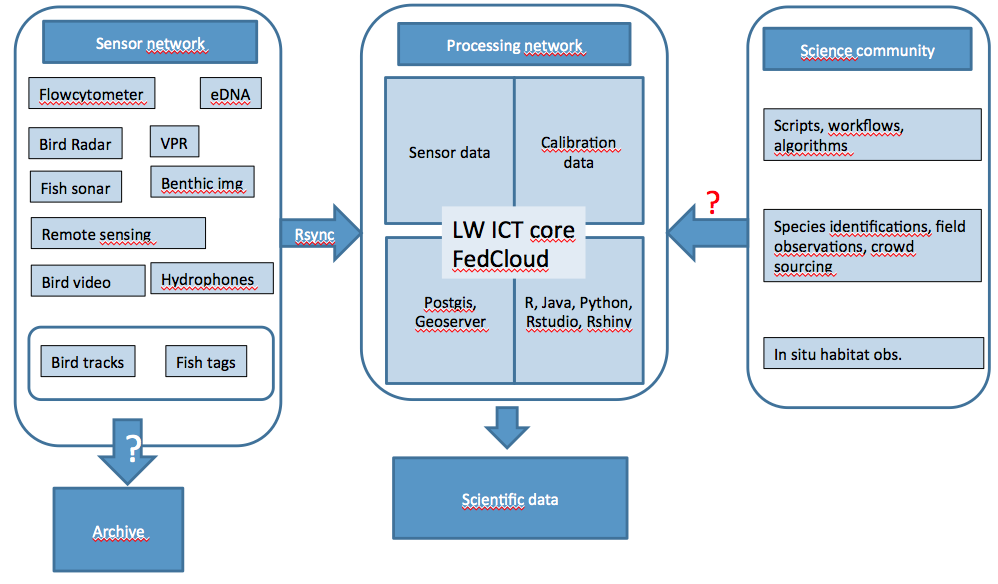 Sensor network
Flowcytometer
eDNA
Bird Radar
VPR
Fish sonar
Benthic img
Remote sensing
Bird video
Hydrophones
Bird tracks
Fish tags
?
Archive
Rsync
Processing network
Sensor data
Calibration
data
LW ICT core
FedCloud
Postgis,
Geoserver
R, Java, Python,
Rstudio, Rshiny
Scientific data
?
Science community
Scripts, workflows,
algorithms
Species identifications, field
observations, crowd
sourcing
In situ habitat obs.